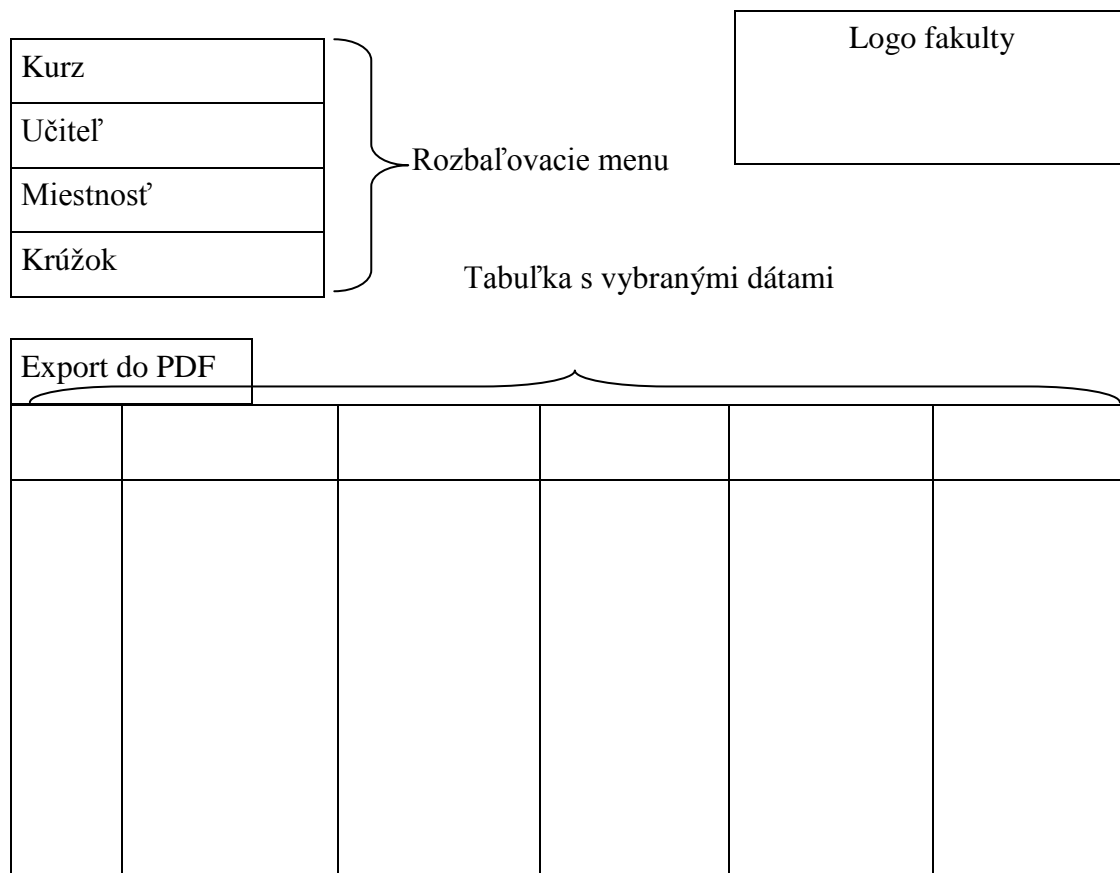 Logo fakulty
Kurz
Učiteľ
Rozbaľovacie menu
Miestnosť
Krúžok
Tabuľka s vybranými dátami
Export do PDF